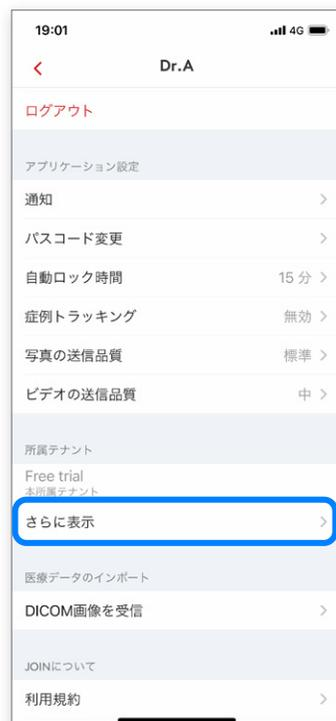 19:01
4G
Dr.A
ログアウト
アプリケーション設定
通知
パスコード変更
自動ロック時間 15 分
症例トラッキング 無効
写真の送信品質 標準
ビデオの送信品質 中
所属テナント
Free trial
本所属テナント
さらに表示
医療データのインポート
DICOM画像を受信
JOINについて
利用規約